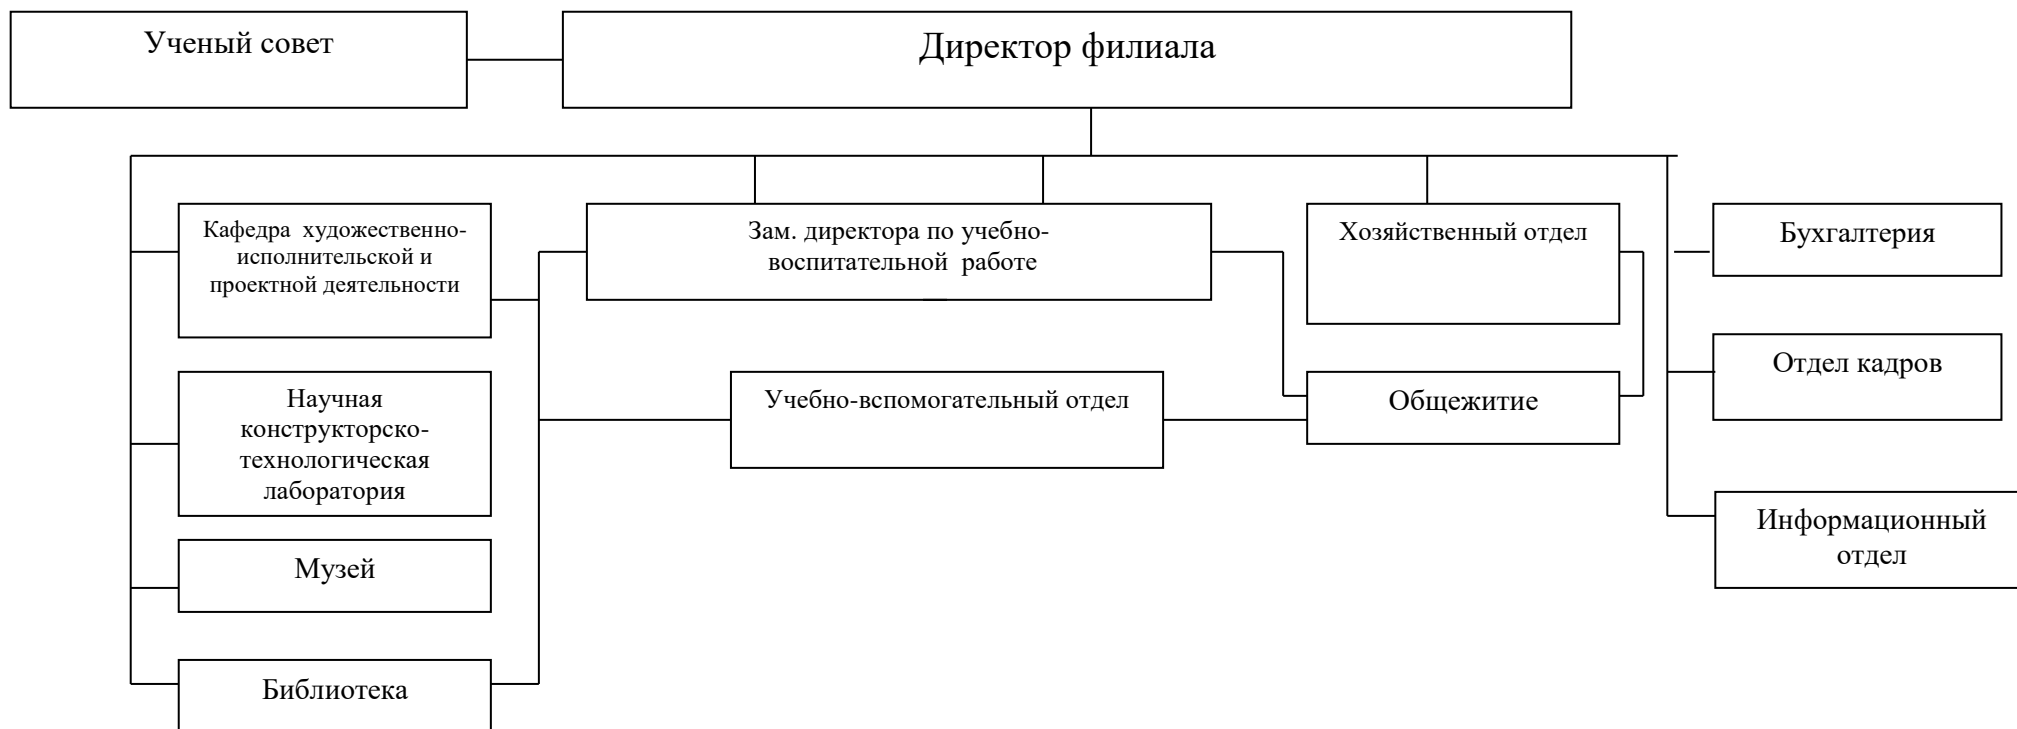 Ученый совет
Директор филиала
Кафедра художественно-
исполнительской и
проектной деятельности
Зам. директора по учебно-
воспитательной работе
Хозяйственный отдел
Бухгалтерия
Научная
конструкторско-
технологическая
лаборатория
Учебно-вспомогательный отдел
Общежитие
Отдел кадров
Музей
Информационный
отдел
Библиотека